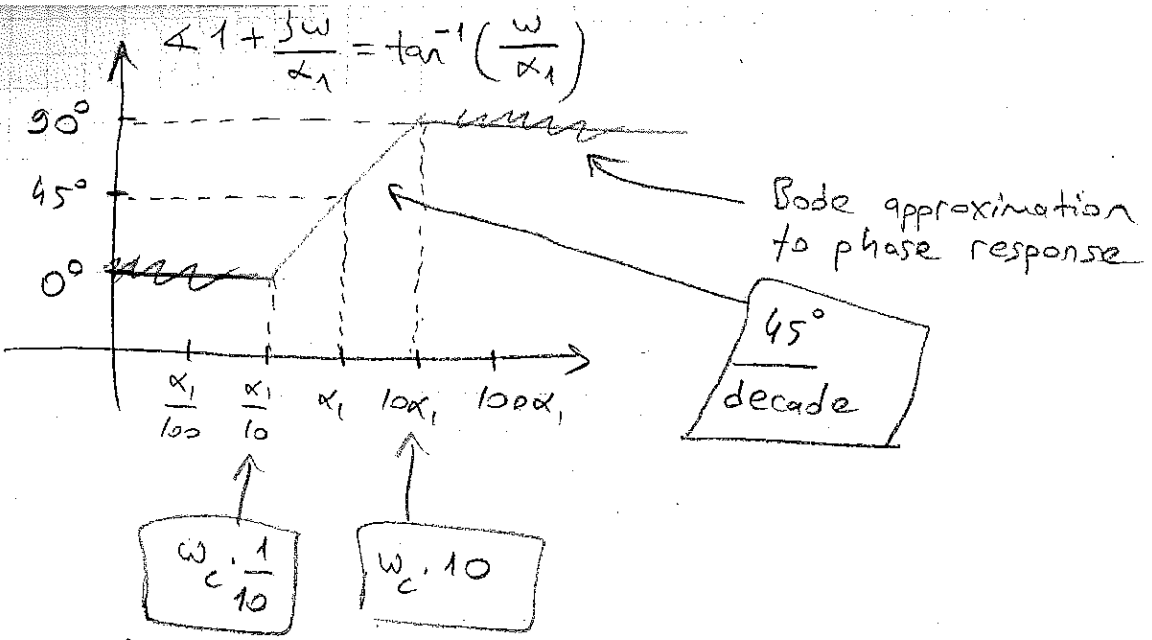 ∡ 1 + jω/α₁ = tan⁻¹(ω/α₁)
90°
45°
0°
Bode approximation
to phase response
45°/decade
α₁/100 α₁/10 α₁ 10α₁ 1000α₁
ω_c · 1/10
ω_c · 10